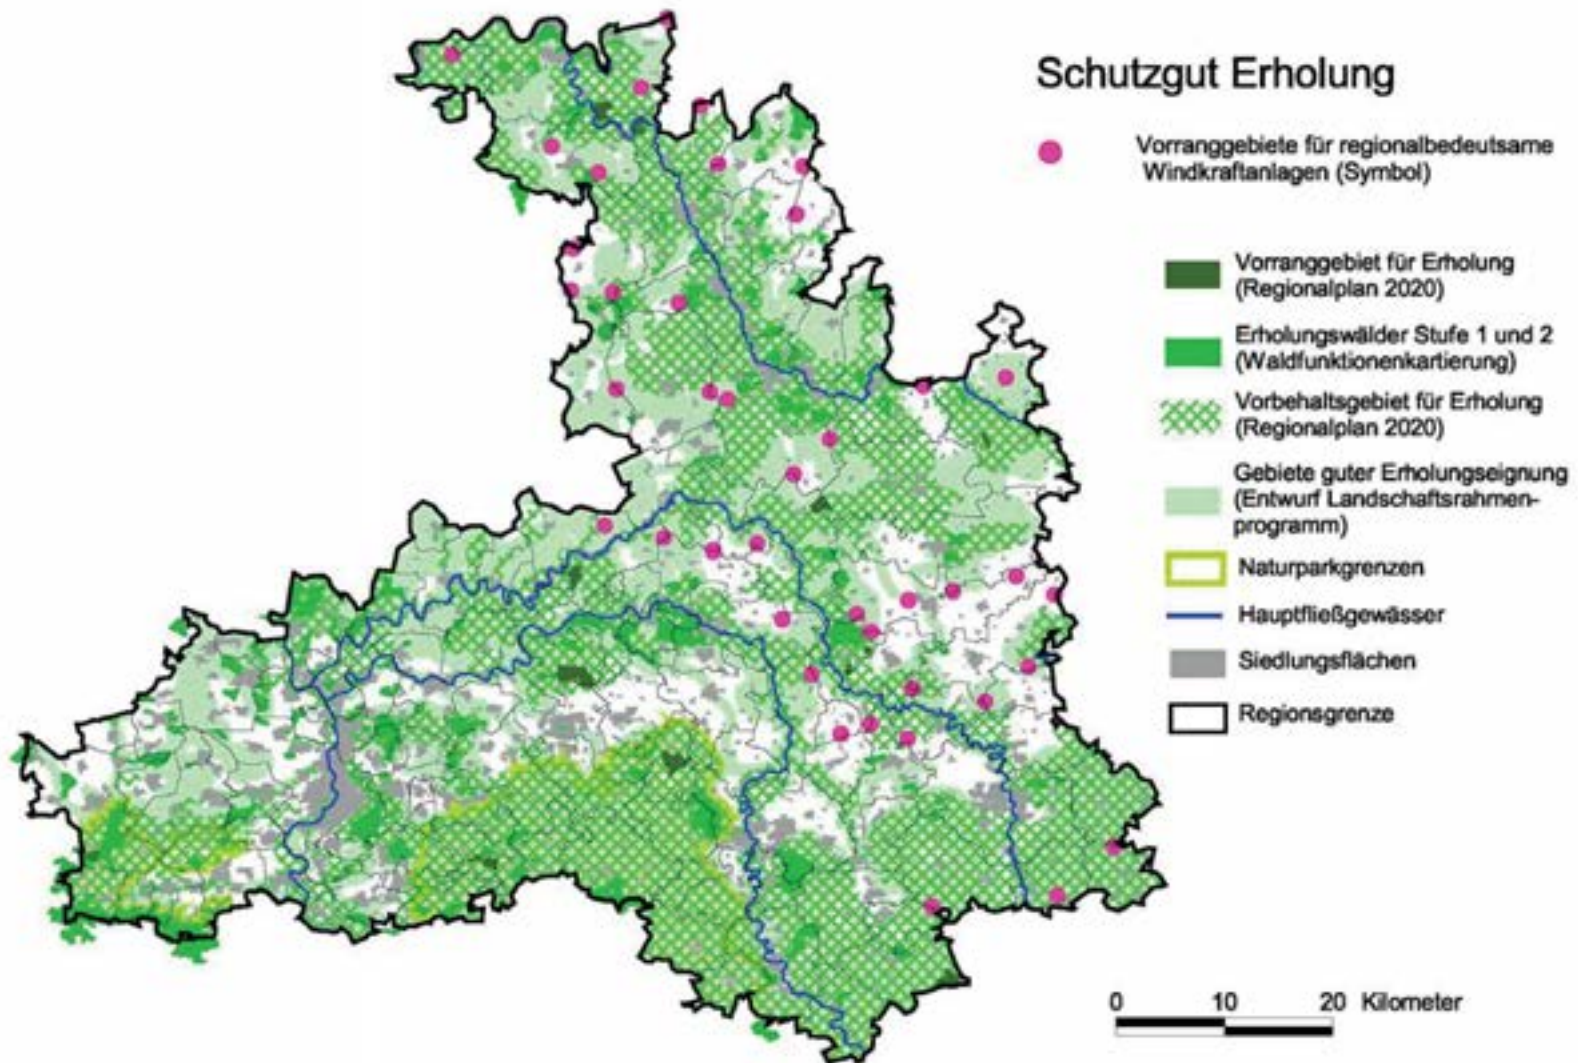 Schutzgut Erholung
Vorranggebiete für regionalbedeutsame
Windkraftanlagen (Symbol)
Vorranggebiet für Erholung
(Regionalplan 2020)
Erholungswälder Stufe 1 und 2
(Waldfunktionenkartierung)
Vorbehaltsgebiet für Erholung
(Regionalplan 2020)
Gebiete guter Erholungseignung
(Entwurf Landschaftsrahmen-
programm)
Naturparkgrenzen
Hauptfließgewässer
Siedlungsflächen
Regionsgrenze
0 10 20 Kilometer